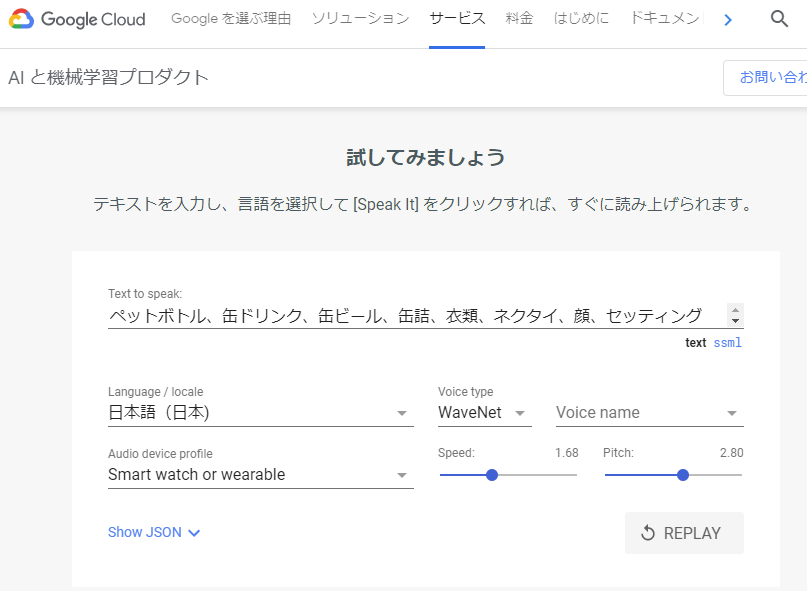 Google Cloud Google を選ぶ理由 ソリューション サービス 料金 はじめに ドキュメン
AI と機械学習プロダクト お問い合わ
試してみましょう
テキストを入力し、言語を選択して [Speak It] をクリックすれば、すぐに読み上げられます。
Text to speak:
ペットボトル、缶ドリンク、缶ビール、缶詰、衣類、ネクタイ、顔、セッティング
text ssml
Language / locale Voice type
日本語（日本） WaveNet Voice name
Audio device profile Speed: 1.68 Pitch: 2.80
Smart watch or wearable
Show JSON REPLAY